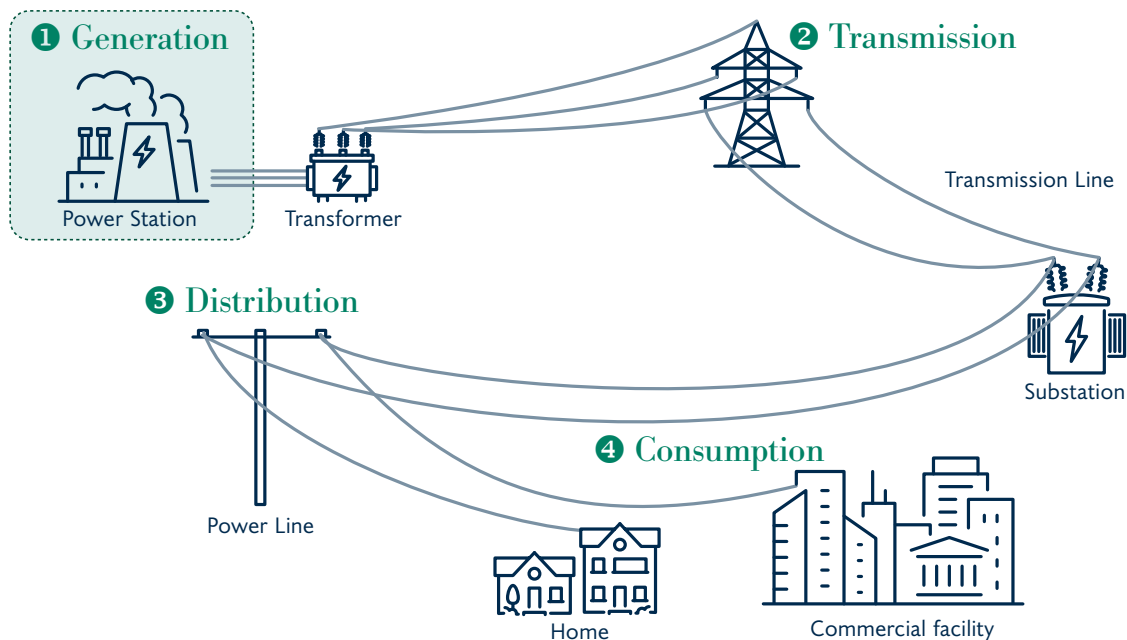 ❶ Generation
Power Station
Transformer
❷ Transmission
Transmission Line
Substation
❸ Distribution
Power Line
❹ Consumption
Home
Commercial facility